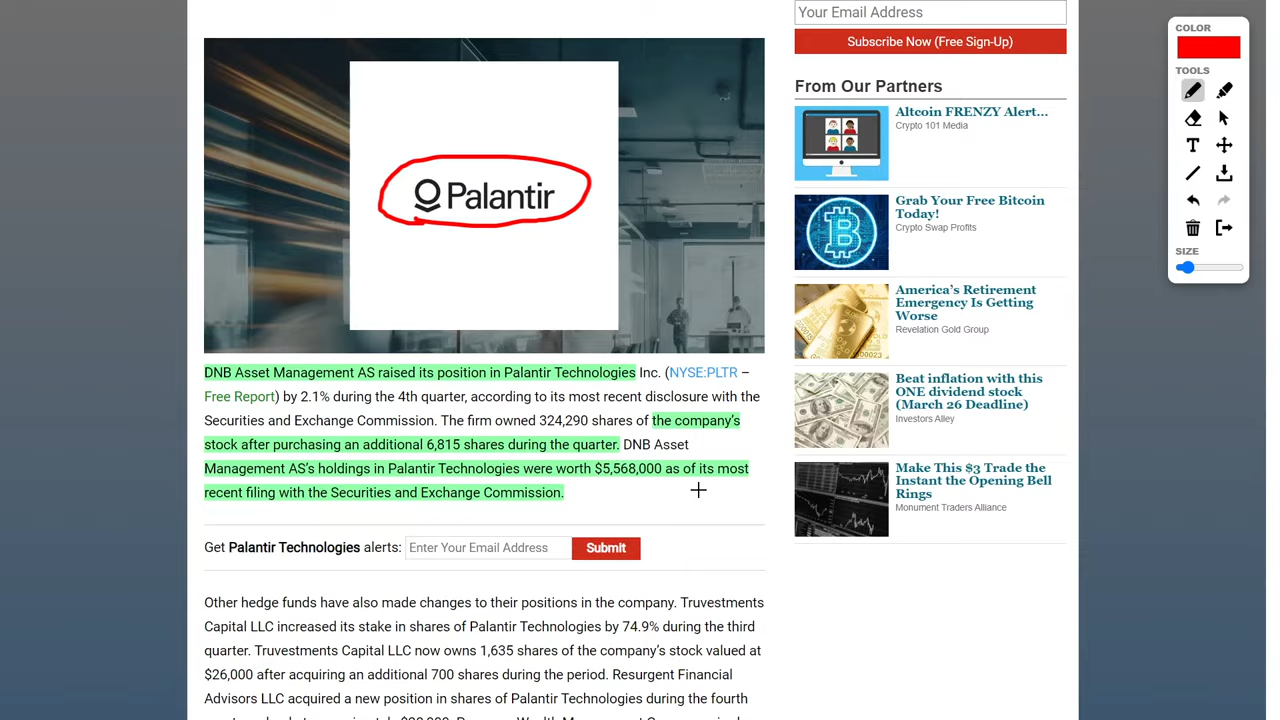 Your Email Address
Subscribe Now (Free Sign-Up)
Palantir
DNB Asset Management AS raised its position in Palantir Technologies Inc. (NYSE:PLTR –
Free Report) by 2.1% during the 4th quarter, according to its most recent disclosure with the
Securities and Exchange Commission. The firm owned 324,290 shares of the company's
stock after purchasing an additional 6,815 shares during the quarter. DNB Asset
Management AS's holdings in Palantir Technologies were worth $5,568,000 as of its most
recent filing with the Securities and Exchange Commission.
Get Palantir Technologies alerts: Enter Your Email Address Submit
Other hedge funds have also made changes to their positions in the company. Truvestments
Capital LLC increased its stake in shares of Palantir Technologies by 74.9% during the third
quarter. Truvestments Capital LLC now owns 1,635 shares of the company's stock valued at
$26,000 after acquiring an additional 700 shares during the period. Resurgent Financial
Advisors LLC acquired a new position in shares of Palantir Technologies during the fourth
From Our Partners
Altcoin FRENZY Alert...
Crypto 101 Media
Grab Your Free Bitcoin
Today!
Crypto Swap Profits
America's Retirement
Emergency Is Getting
Worse
Revelation Gold Group
Beat inflation with this
ONE dividend stock
(March 26 Deadline)
Investors Alley
Make This $3 Trade the
Instant the Opening Bell
Rings
Monument Traders Alliance
COLOR
TOOLS
SIZE